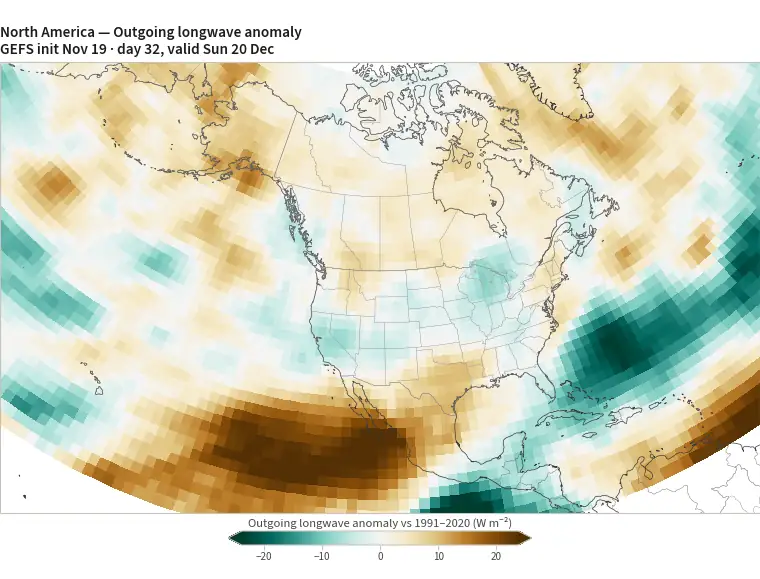 North America — Outgoing longwave anomaly
GEFS init Nov 19 · day 32, valid Sun 20 Dec
Outgoing longwave anomaly vs 1991–2020 (W m⁻²)
−20 −10 0 10 20